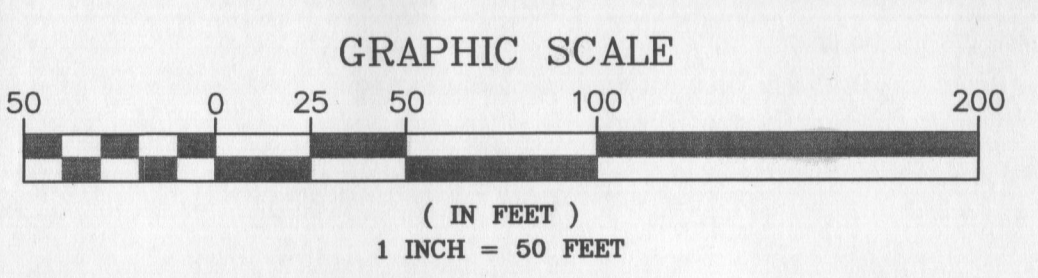 GRAPHIC SCALE
50 0 25 50 100 200
( IN FEET )
1 INCH = 50 FEET